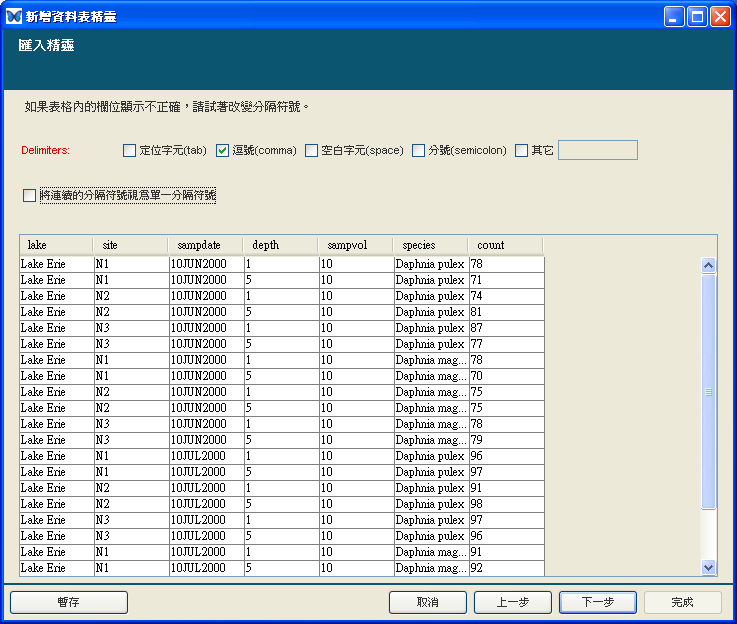 新增資料表精靈
匯入精靈
如果表格內的欄位顯示不正確，請試著改變分隔符號。
Delimiters: 定位字元(tab) 逗號(comma) 空白字元(space) 分號(semicolon) 其它
將連續的分隔符號視為單一分隔符號
lake site sampdate depth sampvol species count
Lake Erie N1 10JUN2000 1 10 Daphnia pulex 78
Lake Erie N1 10JUN2000 5 10 Daphnia pulex 71
Lake Erie N2 10JUN2000 1 10 Daphnia pulex 74
Lake Erie N2 10JUN2000 5 10 Daphnia pulex 81
Lake Erie N3 10JUN2000 1 10 Daphnia pulex 87
Lake Erie N3 10JUN2000 5 10 Daphnia pulex 77
Lake Erie N1 10JUN2000 1 10 Daphnia mag... 78
Lake Erie N1 10JUN2000 5 10 Daphnia mag... 70
Lake Erie N2 10JUN2000 1 10 Daphnia mag... 75
Lake Erie N2 10JUN2000 5 10 Daphnia mag... 75
Lake Erie N3 10JUN2000 1 10 Daphnia mag... 78
Lake Erie N3 10JUN2000 5 10 Daphnia mag... 79
Lake Erie N1 10JUL2000 1 10 Daphnia pulex 96
Lake Erie N1 10JUL2000 5 10 Daphnia pulex 97
Lake Erie N2 10JUL2000 1 10 Daphnia pulex 91
Lake Erie N2 10JUL2000 5 10 Daphnia pulex 98
Lake Erie N3 10JUL2000 1 10 Daphnia pulex 97
Lake Erie N3 10JUL2000 5 10 Daphnia pulex 96
Lake Erie N1 10JUL2000 1 10 Daphnia mag... 91
Lake Erie N1 10JUL2000 5 10 Daphnia mag... 92
暫存 取消 上一步 下一步 完成